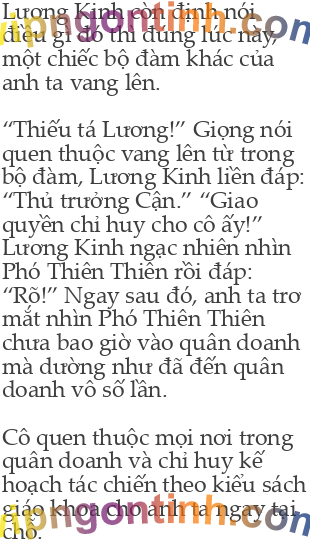 Lương Kinh còn định nói
điều gì đó thì đúng lúc này,
một chiếc bộ đàm khác của
anh ta vang lên.
“Thiếu tá Lương!” Giọng nói
quen thuộc vang lên từ trong
bộ đàm, Lương Kinh liền đáp:
“Thủ trưởng Cận.” “Giao
quyền chỉ huy cho cô ấy!”
Lương Kinh ngạc nhiên nhìn
Phó Thiên Thiên rồi đáp:
“Rõ!” Ngay sau đó, anh ta trơ
mắt nhìn Phó Thiên Thiên
chưa bao giờ vào quân doanh
mà dường như đã đến quân
doanh vô số lần.
Cô quen thuộc mọi nơi trong
quân doanh và chỉ huy kế
hoạch tác chiến theo kiểu sách
giáo khoa cho anh ta ngay tại
chỗ.
vipngontinh.com
vipngontinh.com